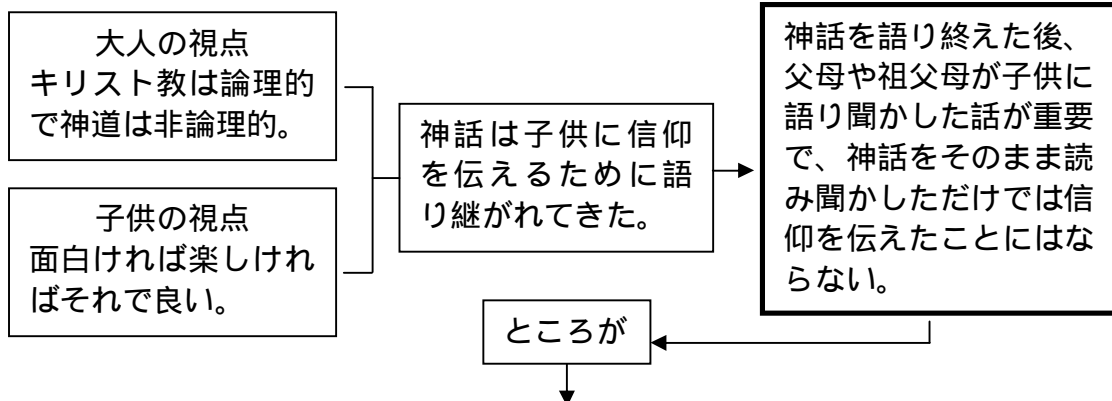 大人の視点
キリスト教は論理的
で神道は非論理的。
子供の視点
面白ければ楽しけれ
ばそれで良い。
神話は子供に信仰
を伝えるために語
り継がれてきた。
神話を語り終えた後、
父母や祖父母が子供に
語り聞かした話が重要
で、神話をそのまま読
み聞かしただけでは信
仰を伝えたことにはな
らない。
ところが